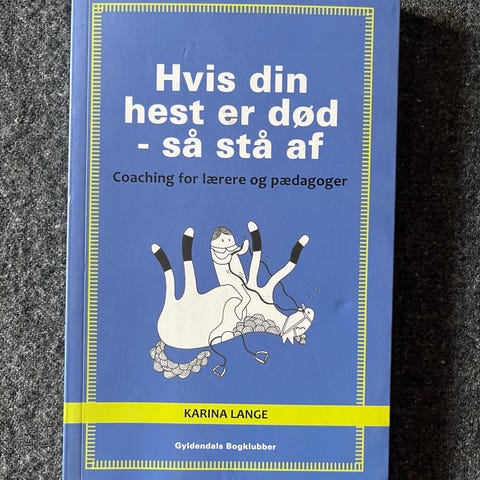 Hvis din
hest er død
- så stå af
Coaching for lærere og pædagoger
KARINA LANGE
Gyldendals Bogklubber